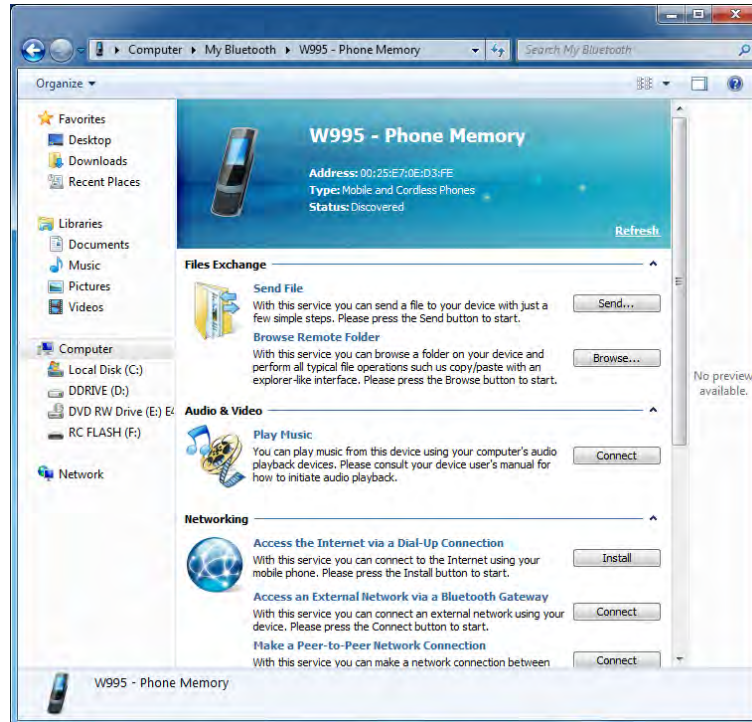 Computer ▸ My Bluetooth ▸ W995 - Phone Memory
Search My Bluetooth
Organize
Favorites
Desktop
Downloads
Recent Places
Libraries
Documents
Music
Pictures
Videos
Computer
Local Disk (C:)
DDRIVE (D:)
DVD RW Drive (E:) E4
RC FLASH (F:)
Network
W995 - Phone Memory
Address: 00:25:E7:0E:D3:FE
Type: Mobile and Cordless Phones
Status: Discovered
Refresh
Files Exchange
Send File
With this service you can send a file to your device with just a
few simple steps. Please press the Send button to start.
Send...
Browse Remote Folder
With this service you can browse a folder on your device and
perform all typical file operations such us copy/paste with an
explorer-like interface. Please press the Browse button to start.
Browse...
Audio & Video
Play Music
You can play music from this device using your computer's audio
playback devices. Please consult your device user's manual for
how to initiate audio playback.
Connect
Networking
Access the Internet via a Dial-Up Connection
With this service you can connect to the Internet using your
mobile phone. Please press the Install button to start.
Install
Access an External Network via a Bluetooth Gateway
With this service you can connect an external network using your
device. Please press the Connect button to start.
Connect
Make a Peer-to-Peer Network Connection
With this service you can make a network connection between
Connect
No preview
available.
W995 - Phone Memory